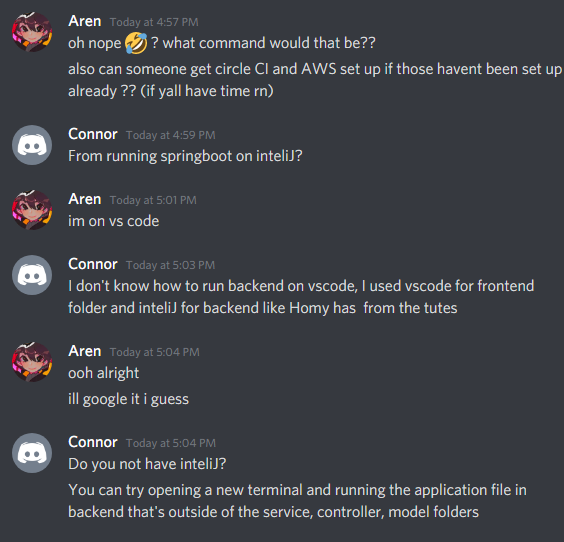 Aren Today at 4:57 PM
oh nope 🤣 ? what command would that be??
also can someone get circle CI and AWS set up if those havent been set up
already ?? (if yall have time rn)
Connor Today at 4:59 PM
From running springboot on inteliJ?
Aren Today at 5:01 PM
im on vs code
Connor Today at 5:03 PM
I don't know how to run backend on vscode, I used vscode for frontend
folder and inteliJ for backend like Homy has from the tutes
Aren Today at 5:04 PM
ooh alright
ill google it i guess
Connor Today at 5:04 PM
Do you not have inteliJ?
You can try opening a new terminal and running the application file in
backend that's outside of the service, controller, model folders